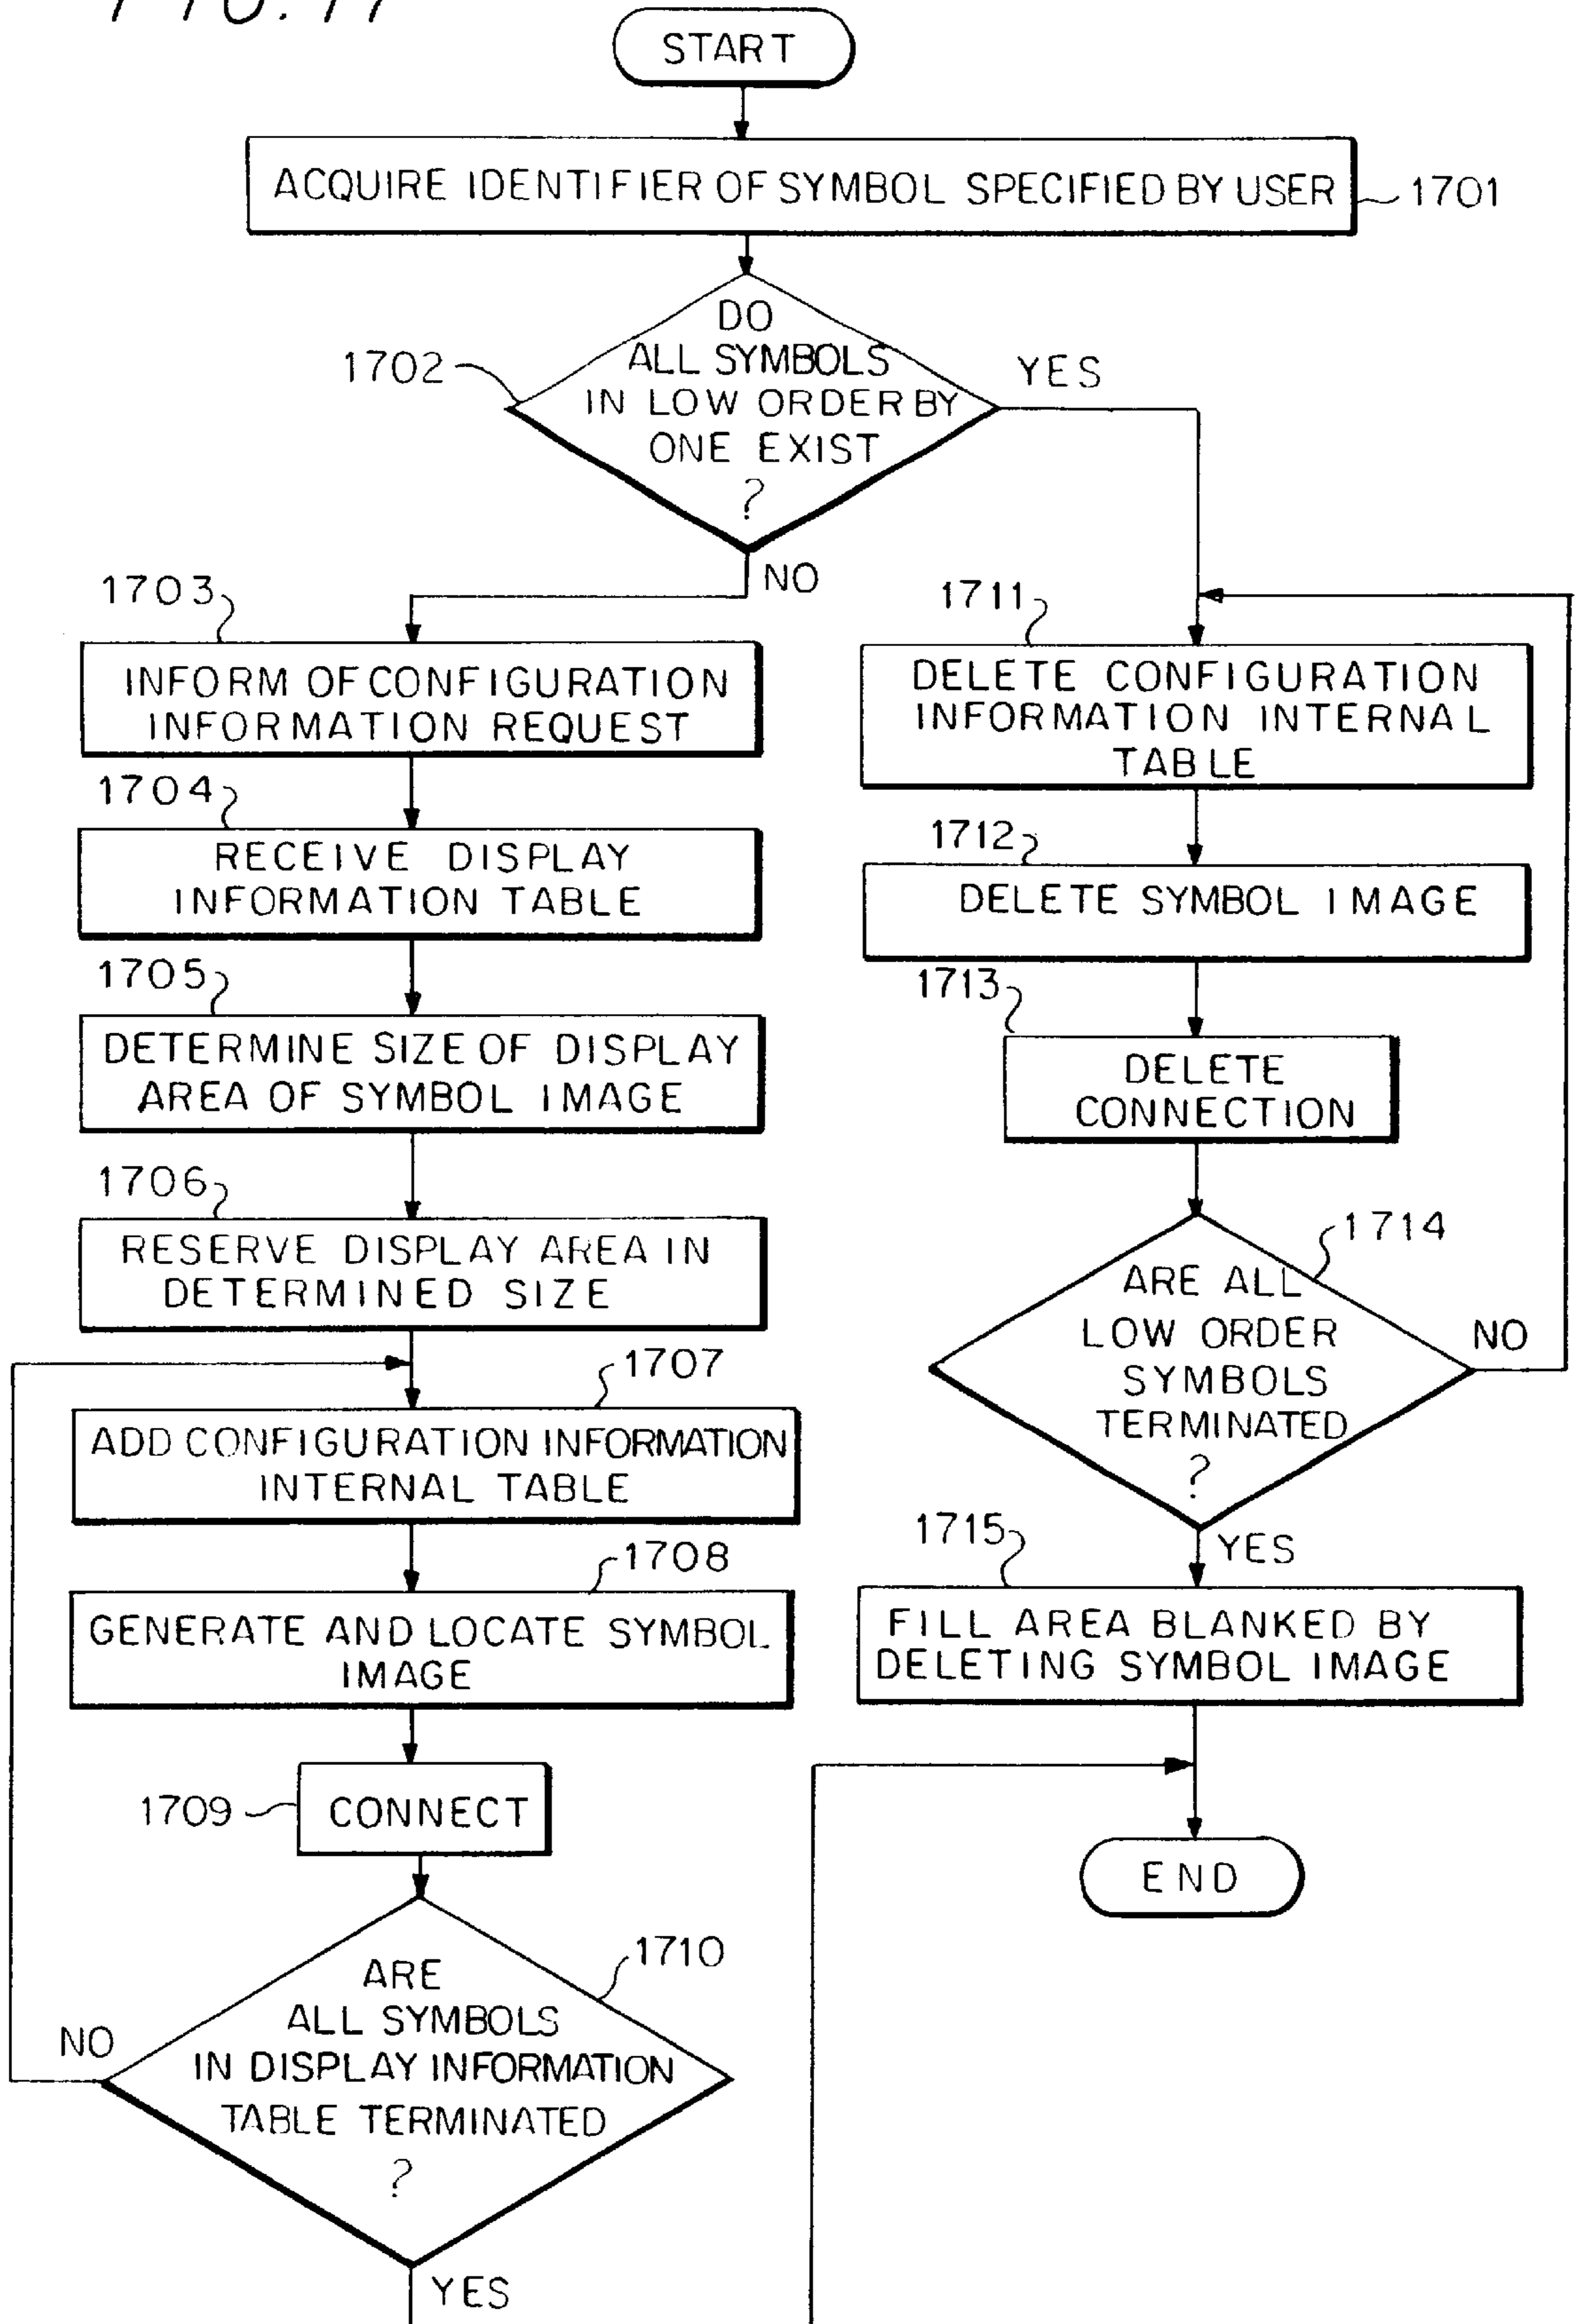 FIG. 17
START
ACQUIRE IDENTIFIER OF SYMBOL SPECIFIED BY USER
1701
DO
ALL SYMBOLS
IN LOW ORDER BY
ONE EXIST
?
1702
YES
NO
1703
INFORM OF CONFIGURATION
INFORMATION REQUEST
1704
RECEIVE DISPLAY
INFORMATION TABLE
1705
DETERMINE SIZE OF DISPLAY
AREA OF SYMBOL IMAGE
1706
RESERVE DISPLAY AREA IN
DETERMINED SIZE
1707
ADD CONFIGURATION INFORMATION
INTERNAL TABLE
1708
GENERATE AND LOCATE SYMBOL
IMAGE
1709
CONNECT
1710
ARE
ALL SYMBOLS
IN DISPLAY INFORMATION
TABLE TERMINATED
?
NO
YES
1711
DELETE CONFIGURATION
INFORMATION INTERNAL
TABLE
1712
DELETE SYMBOL IMAGE
1713
DELETE
CONNECTION
1714
ARE ALL
LOW ORDER
SYMBOLS
TERMINATED
?
NO
YES
1715
FILL AREA BLANKED BY
DELETING SYMBOL IMAGE
END